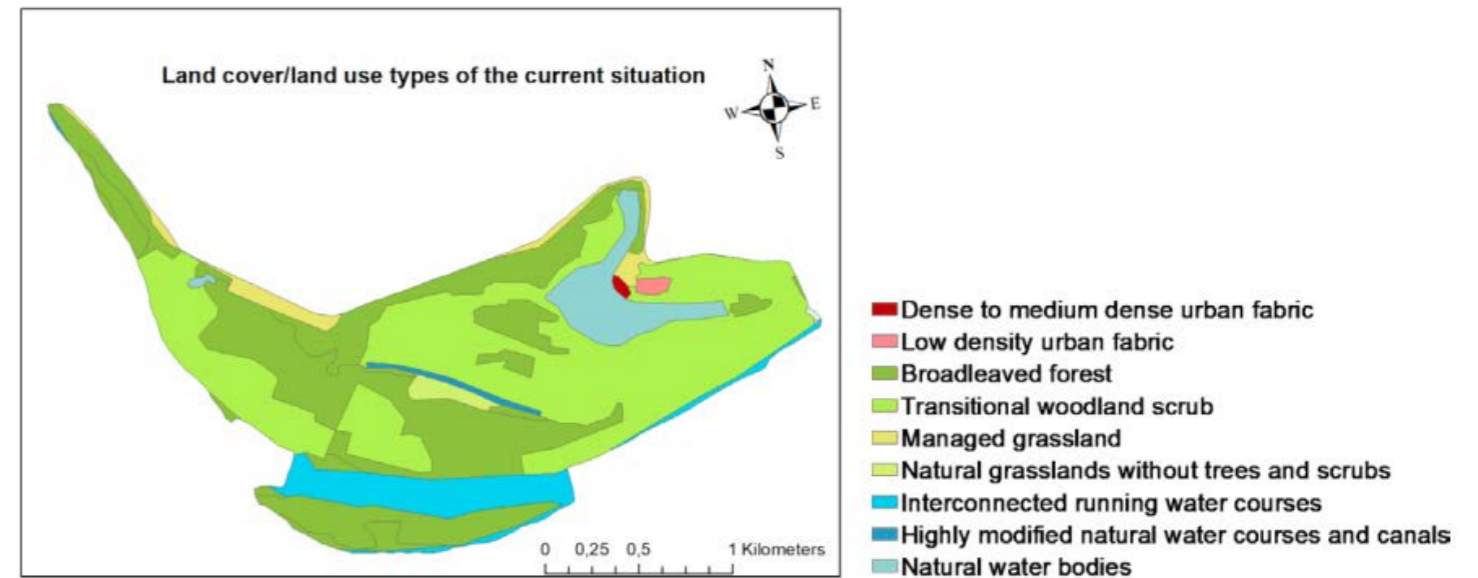 Land cover/land use types of the current situation
N
W
E
S
Dense to medium dense urban fabric
Low density urban fabric
Broadleaved forest
Transitional woodland scrub
Managed grassland
Natural grasslands without trees and scrubs
Interconnected running water courses
Highly modified natural water courses and canals
Natural water bodies
0 0,25 0,5 1 Kilometers